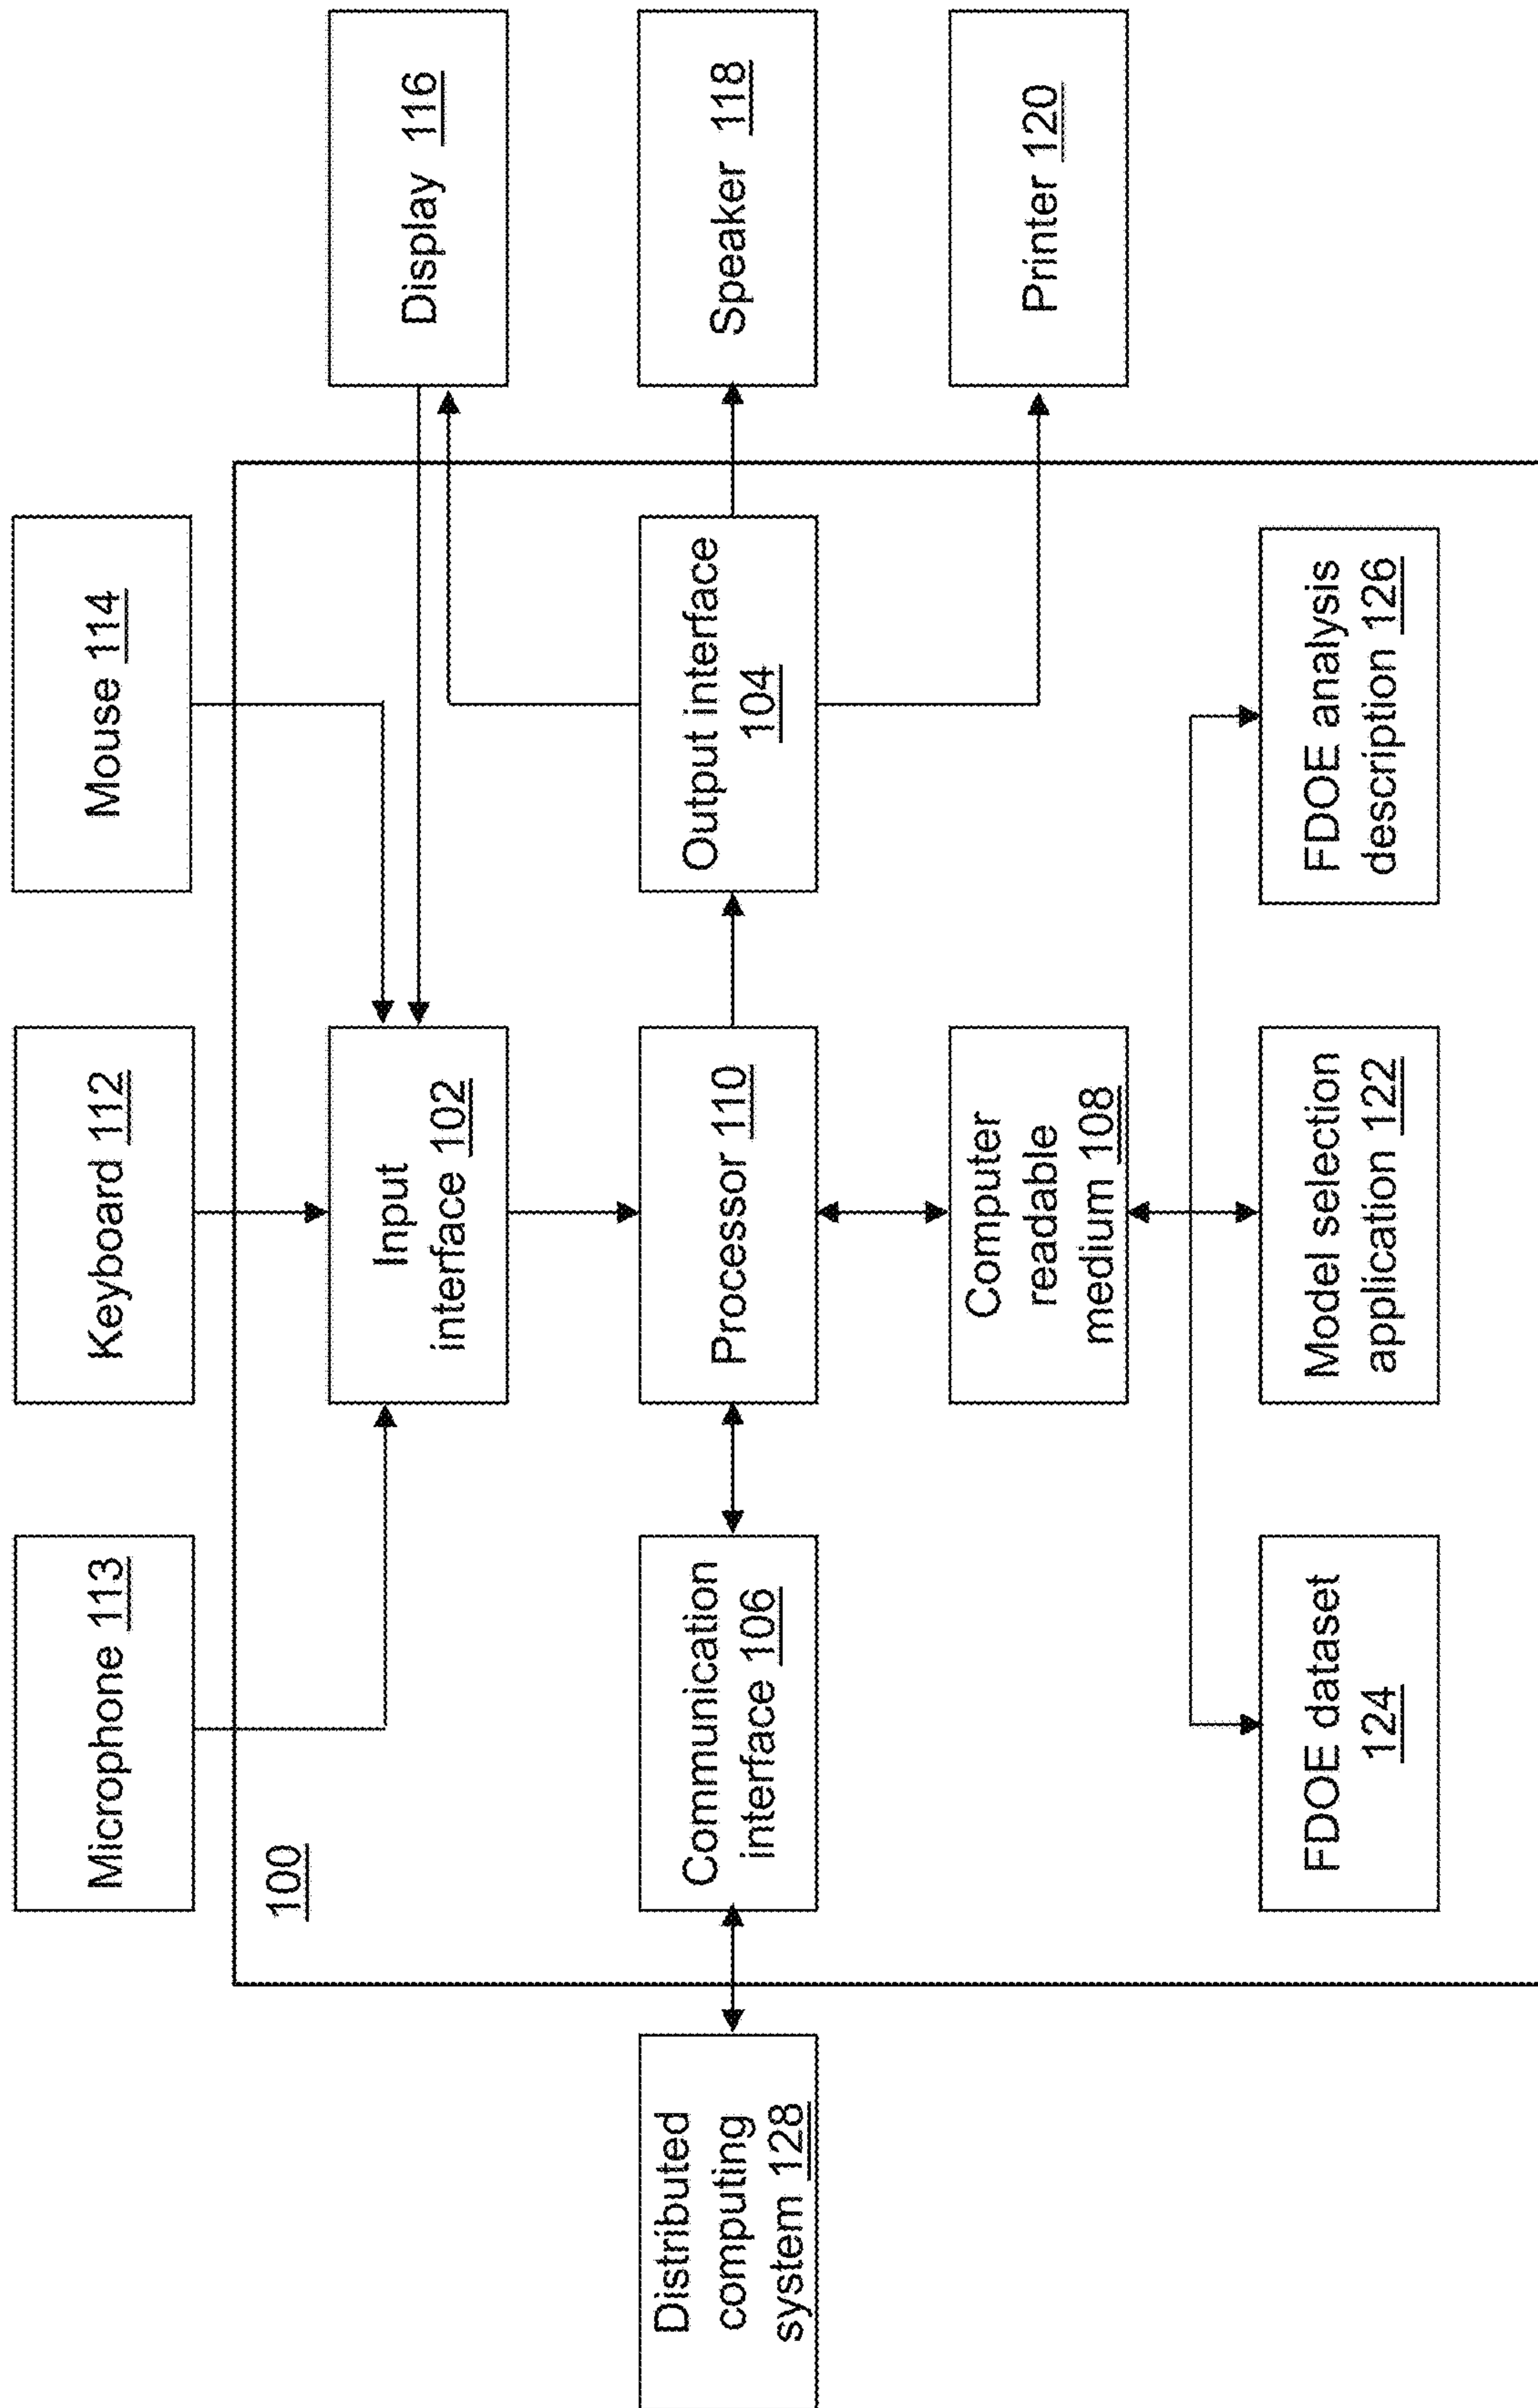 Microphone 113
Keyboard 112
Mouse 114
100
Input
interface 102
Display 116
Distributed
computing
system 128
Communication
interface 106
Processor 110
Output interface
104
Speaker 118
Computer
readable
medium 108
Printer 120
FDOE dataset
124
Model selection
application 122
FDOE analysis
description 126